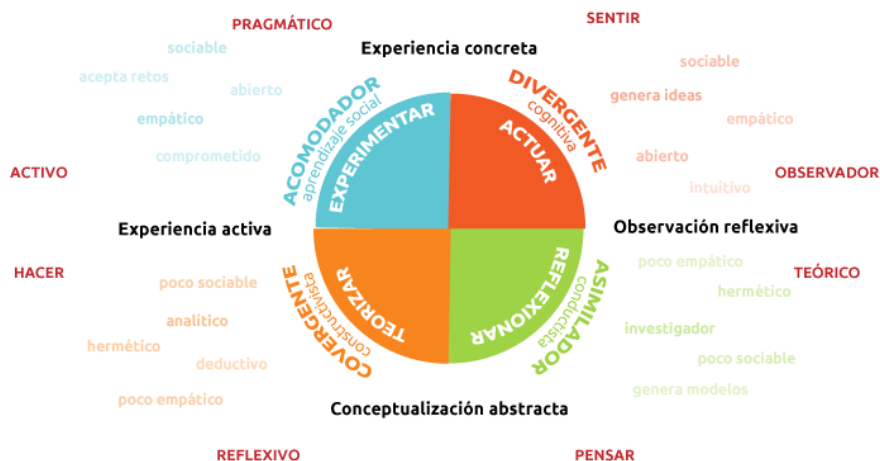 PRAGMÁTICO
SENTIR
sociable
Experiencia concreta
sociable
acepta retos
abierto
genera ideas
empático
empático
comprometido
abierto
intuitivo
ACOMODADOR
aprendizaje social
EXPERIMENTAR
DIVERGENTE
cognitiva
ACTUAR
ACTIVO
OBSERVADOR
Experiencia activa
Observación reflexiva
HACER
TEÓRICO
poco sociable
analítico
hermético
deductivo
poco empático
COVERGENTE
constructivista
TEORIZAR
REFLEXIONAR
conductista
ASIMILADOR
poco empático
hermético
investigador
poco sociable
genera modelos
Conceptualización abstracta
REFLEXIVO
PENSAR